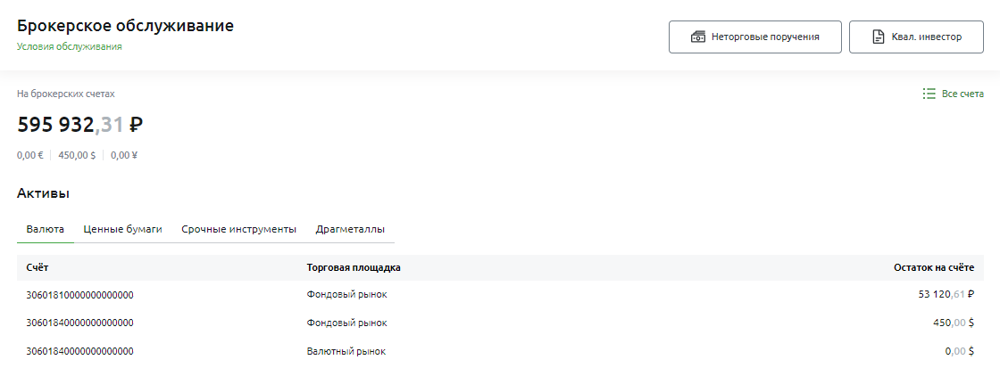 Брокерское обслуживание
Условия обслуживания
Неторговые поручения
Квал. инвестор
На брокерских счетах
Все счета
595 932,31 ₽
0,00 € 450,00 $ 0,00 ¥
Активы
Валюта Ценные бумаги Срочные инструменты Драгметаллы
Счёт Торговая площадка Остаток на счёте
30601810000000000000 Фондовый рынок 53 120,61 ₽
30601840000000000000 Фондовый рынок 450,00 $
30601840000000000000 Валютный рынок 0,00 $